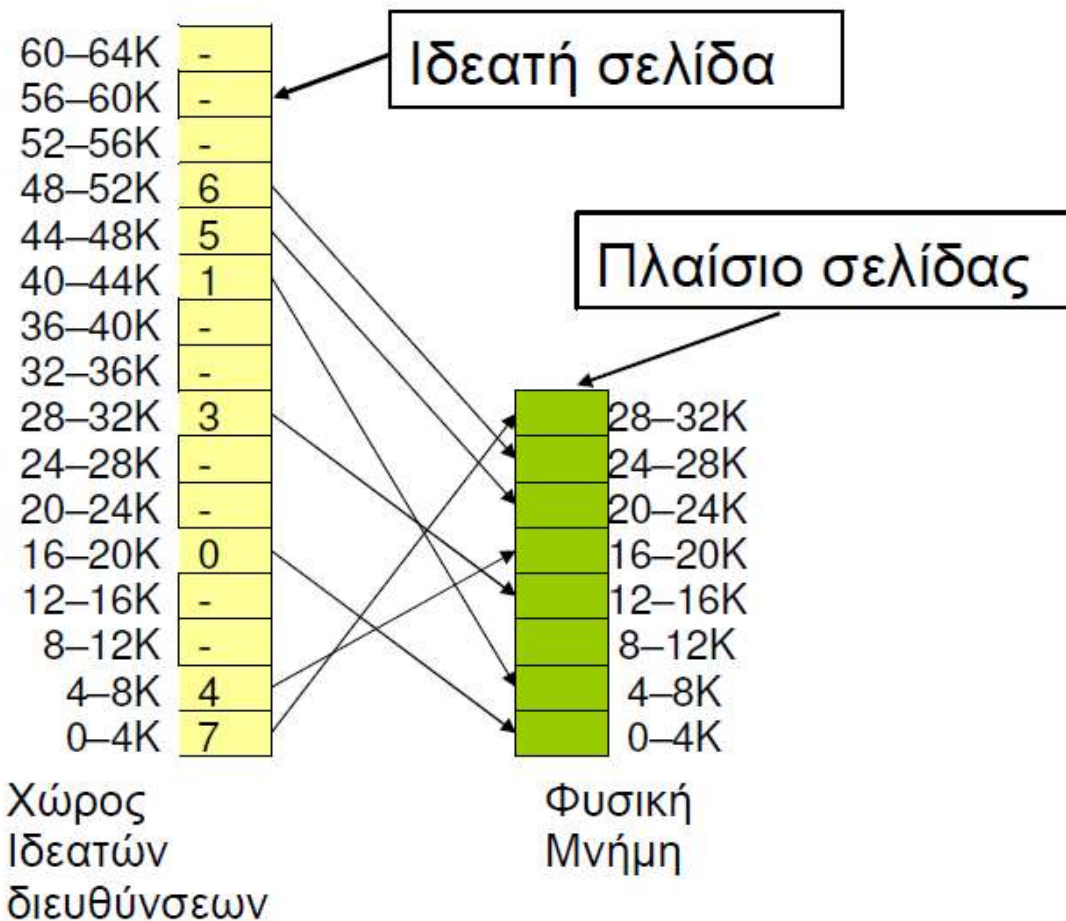 Ιδεατή σελίδα
Πλαίσιο σελίδας
60–64K -
56–60K -
52–56K -
48–52K 6
44–48K 5
40–44K 1
36–40K -
32–36K -
28–32K 3
24–28K -
20–24K -
16–20K 0
12–16K -
8–12K -
4–8K 4
0–4K 7
28–32K
24–28K
20–24K
16–20K
12–16K
8–12K
4–8K
0–4K
Χώρος
Ιδεατών
διευθύνσεων
Φυσική
Μνήμη